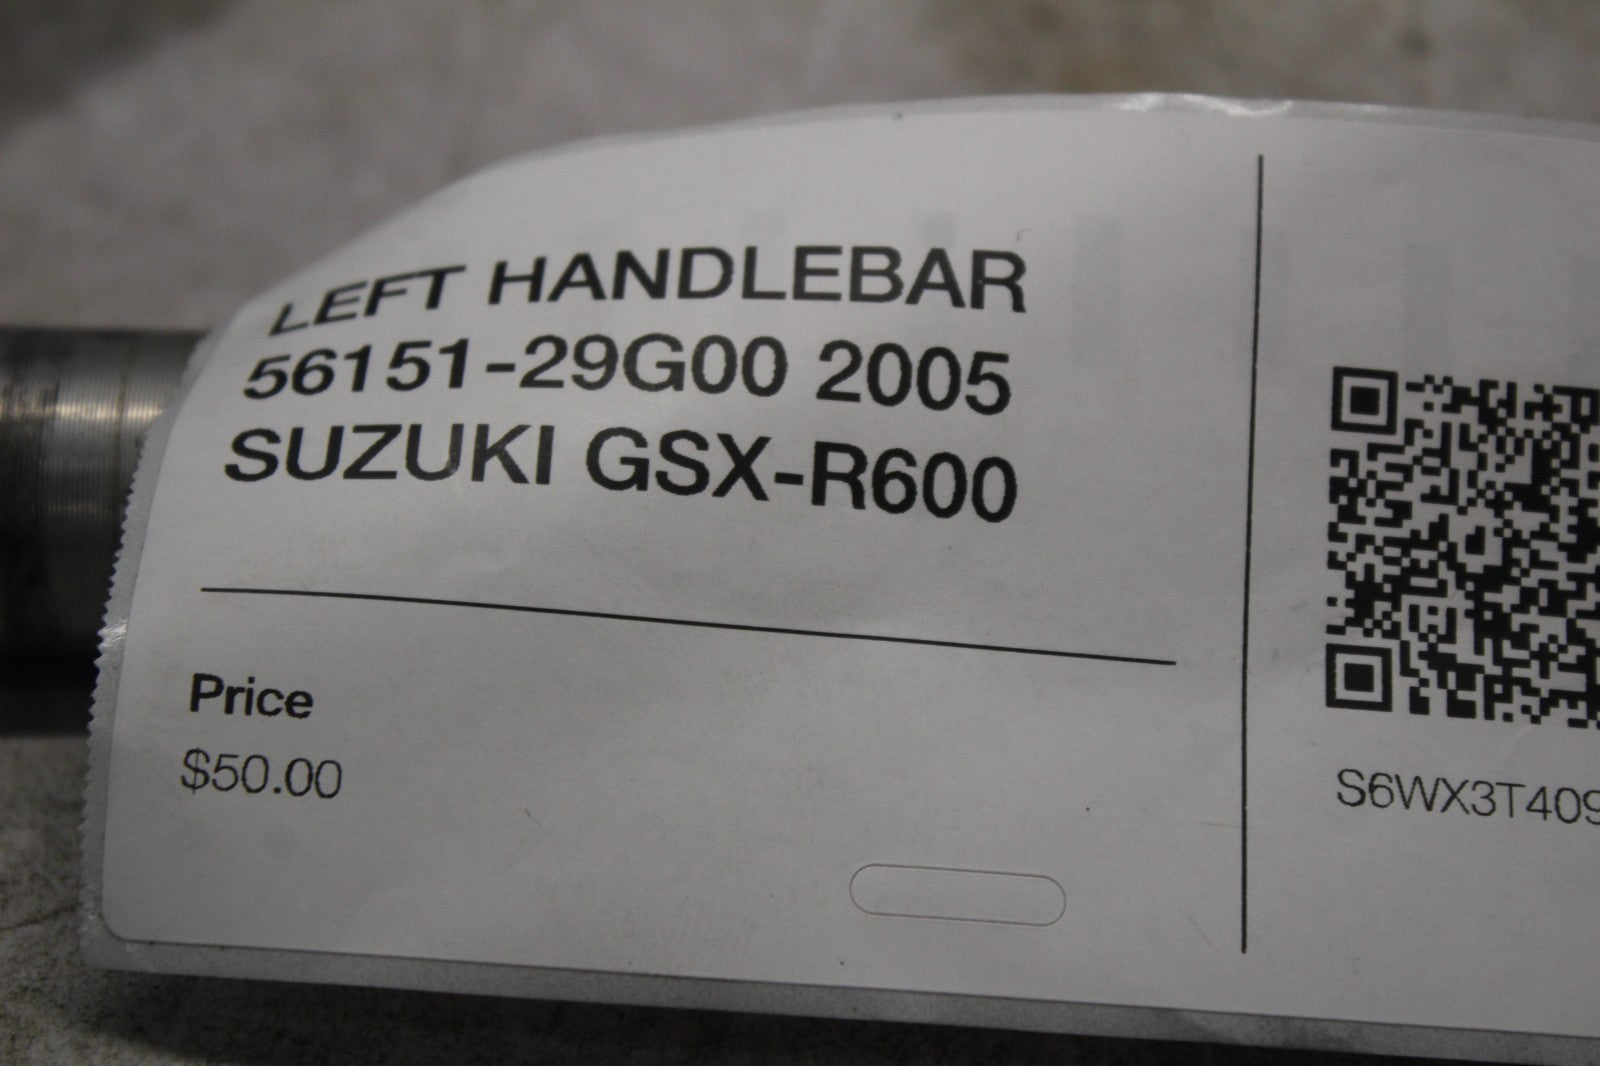 LEFT HANDLEBAR
56151-29G00 2005
SUZUKI GSX-R600
Price
$50.00
S6WX3T409